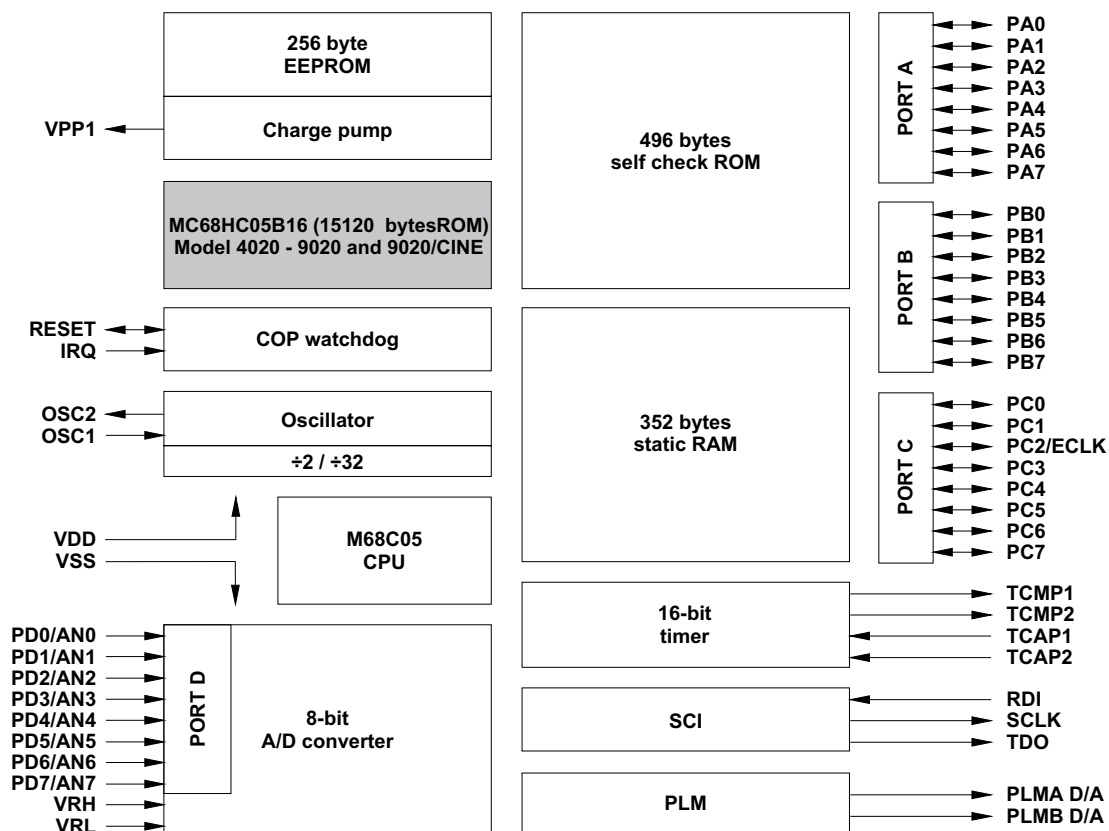 256 byte
EEPROM
Charge pump
VPP1
MC68HC05B16 (15120 bytesROM)
Model 4020 - 9020 and 9020/CINE
RESET
IRQ
COP watchdog
OSC2
OSC1
Oscillator
÷2 / ÷32
VDD
VSS
M68C05
CPU
PD0/AN0
PD1/AN1
PD2/AN2
PD3/AN3
PD4/AN4
PD5/AN5
PD6/AN6
PD7/AN7
VRH
VRL
PORT D
8-bit
A/D converter
496 bytes
self check ROM
352 bytes
static RAM
16-bit
timer
SCI
PLM
PORT A
PA0
PA1
PA2
PA3
PA4
PA5
PA6
PA7
PORT B
PB0
PB1
PB2
PB3
PB4
PB5
PB6
PB7
PORT C
PC0
PC1
PC2/ECLK
PC3
PC4
PC5
PC6
PC7
TCMP1
TCMP2
TCAP1
TCAP2
RDI
SCLK
TDO
PLMA D/A
PLMB D/A